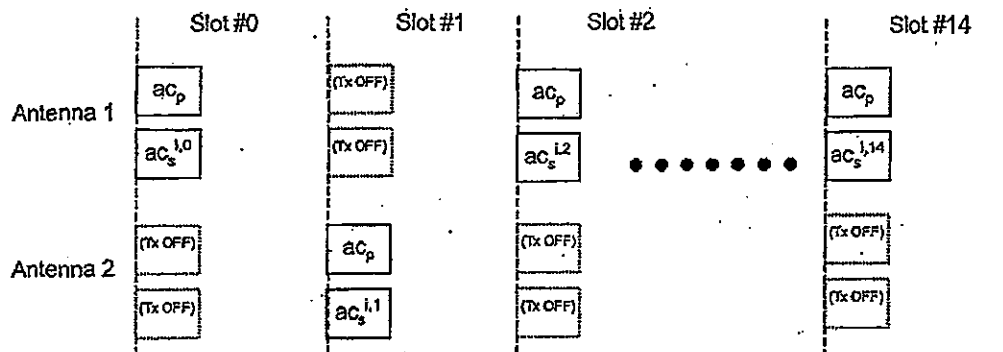 Slot #0 Slot #1 Slot #2 Slot #14
ac_p (Tx OFF) ac_p ac_p
Antenna 1
ac_s^i,0 (Tx OFF) ac_s^i,2 ac_s^i,14
(Tx OFF) ac_p (Tx OFF) (Tx OFF)
Antenna 2
(Tx OFF) ac_s^i,1 (Tx OFF) (Tx OFF)